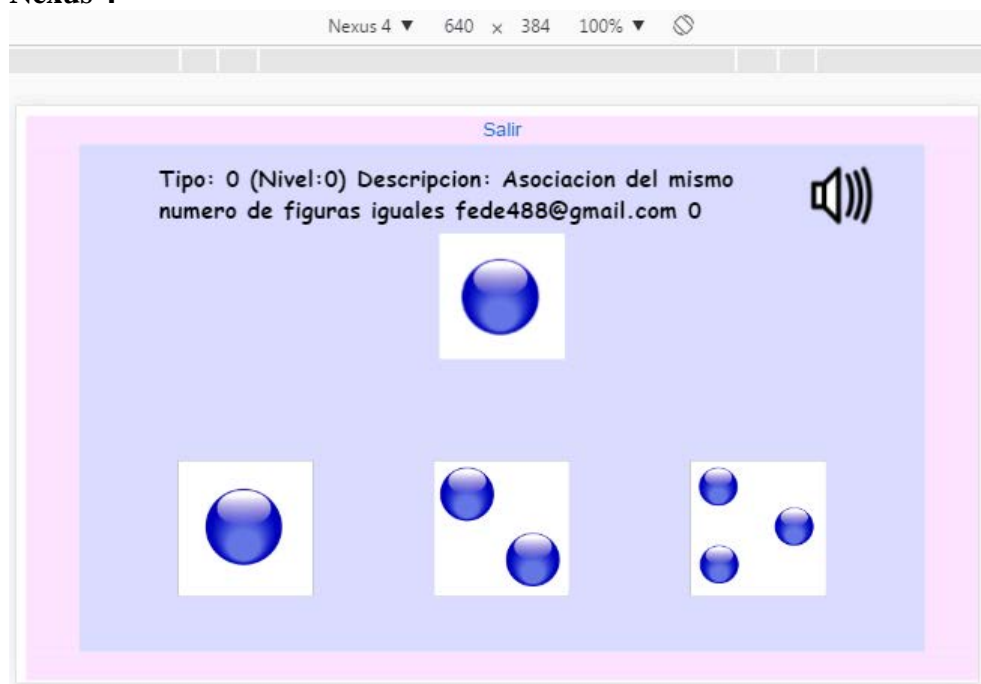 Nexus 4
Nexus 4 ▼ 640 × 384 100% ▼
Salir
Tipo: 0 (Nivel:0) Descripcion: Asociacion del mismo
numero de figuras iguales fede488@gmail.com 0